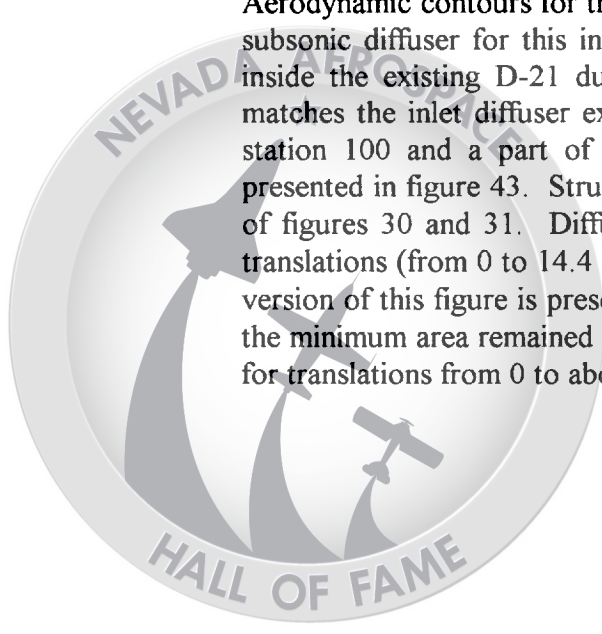 Aerodynamic contours for th
subsonic diffuser for this in
inside the existing D-21 du
matches the inlet diffuser ex
station 100 and a part of
presented in figure 43. Stru
of figures 30 and 31. Diff
translations (from 0 to 14.4
version of this figure is prese
the minimum area remained
for translations from 0 to abo
NEVADA AEROSPACE
HALL OF FAME